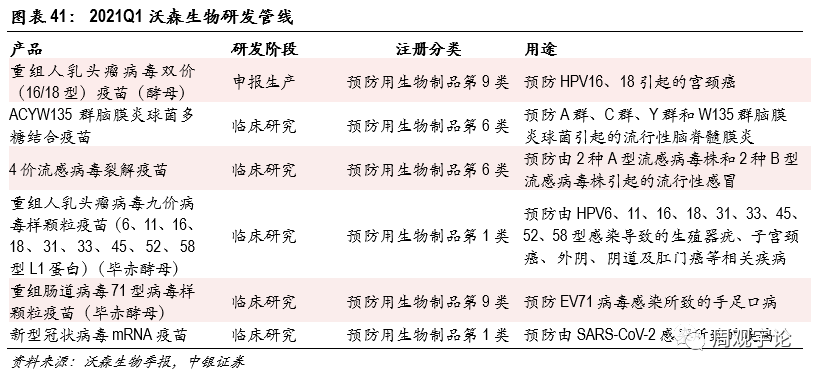 图表 41： 2021Q1 沃森生物研发管线
产品 研发阶段 注册分类 用途
重组人乳头瘤病毒双价
（16/18 型）疫苗（酵母） 申报生产 预防用生物制品第 9 类 预防 HPV16、18 引起的宫颈癌
ACYW135 群脑膜炎球菌多
糖结合疫苗 临床研究 预防用生物制品第 6 类 预防 A 群、C 群、Y 群和 W135 群脑膜
炎球菌引起的流行性脑脊髓膜炎
4 价流感病毒裂解疫苗 临床研究 预防用生物制品第 6 类 预防由 2 种 A 型流感病毒株和 2 种 B 型
流感病毒株引起的流行性感冒
重组人乳头瘤病毒九价病
毒样颗粒疫苗（6、11、16、
18、31、33、45、52、58
型 L1 蛋白）（毕赤酵母） 临床研究 预防用生物制品第 1 类 预防由 HPV6、11、16、18、31、33、45、
52、58 型感染导致的生殖器疣、子宫颈
癌、外阴、阴道及肛门癌等相关疾病
重组肠道病毒 71 型病毒样
颗粒疫苗（毕赤酵母） 临床研究 预防用生物制品第 9 类 预防 EV71 病毒感染所致的手足口病
新型冠状病毒 mRNA 疫苗 临床研究 预防用生物制品第 1 类 预防由 SARS-CoV-2 感
周观宇论
资料来源：沃森生物季报，中银证券